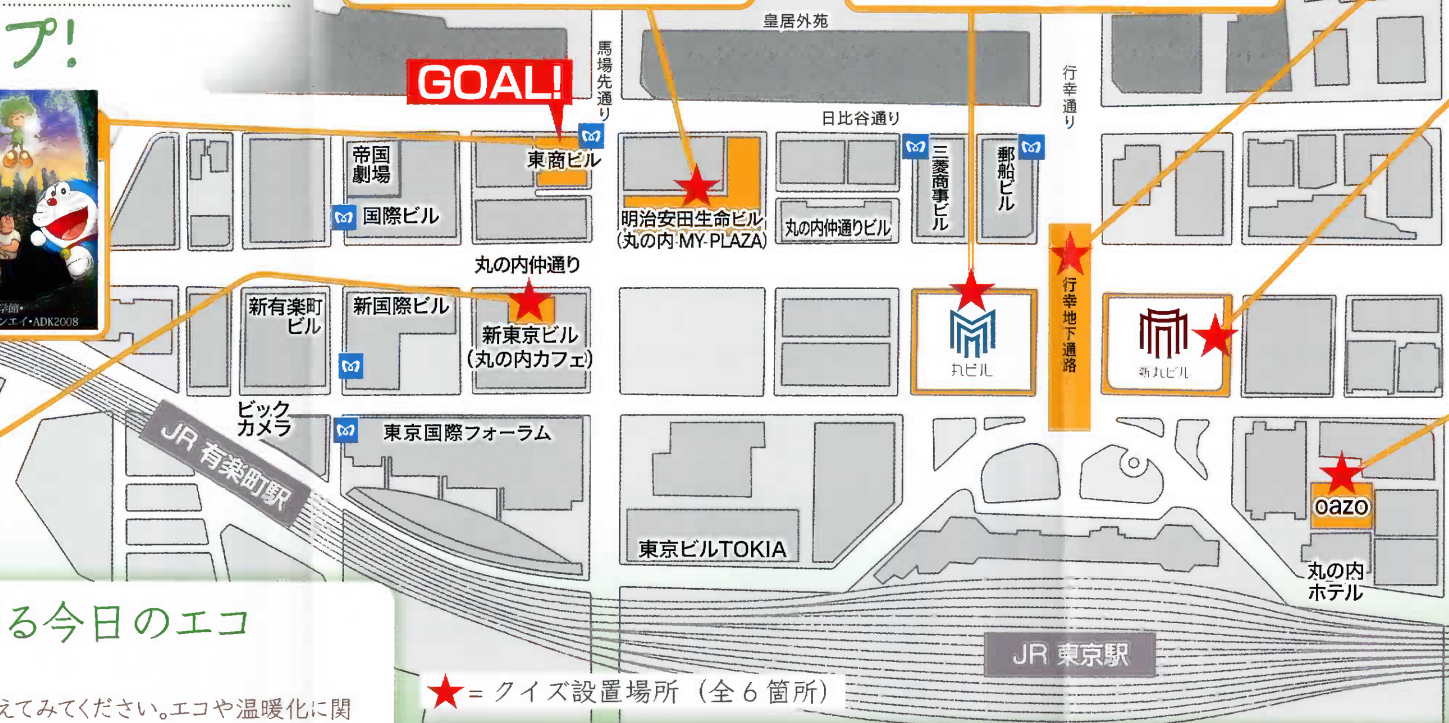 プ!
皇居外苑
馬場先通り
行幸通り
GOAL!
日比谷通り
帝国
劇場
東商ビル
三菱商事ビル
郵船ビル
国際ビル
明治安田生命ビル
(丸の内 MY PLAZA)
丸の内仲通りビル
丸の内仲通り
新有楽町
ビル
新国際ビル
新東京ビル
(丸の内カフェ)
丸ビル
行幸地下通路
新丸ビル
学館・
ンエイ・ADK2008
ビック
カメラ
東京国際フォーラム
JR 有楽町駅
oazo
東京ビルTOKIA
丸の内
ホテル
る今日のエコ
JR 東京駅
★= クイズ設置場所 (全6箇所)
えてみてください。エコや温暖化に関